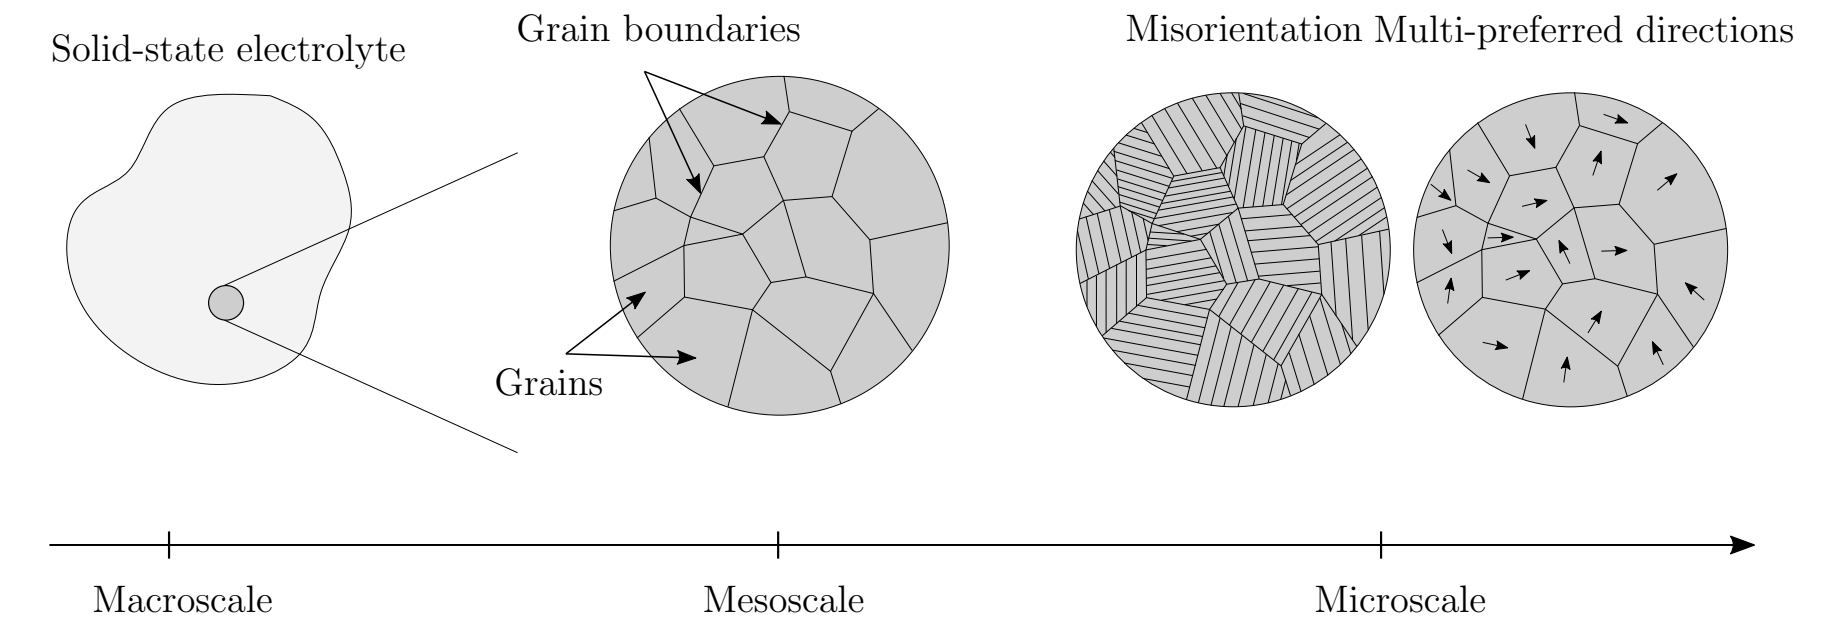 Solid-state electrolyte
Grain boundaries
Misorientation
Multi-preferred directions
Grains
Macroscale
Mesoscale
Microscale